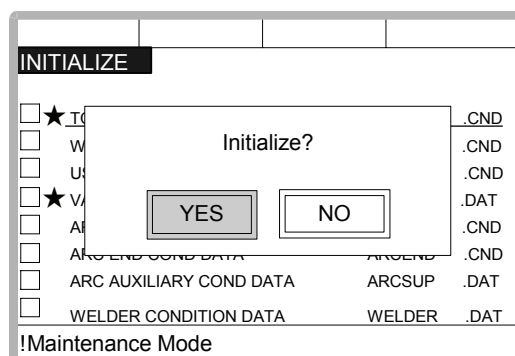 INITIALIZE
★ .CND
.CND
Initialize?
.CND
★ .DAT
YES NO
.CND
.CND
ARC AUXILIARY COND DATA ARCSUP .DAT
WELDER CONDITION DATA WELDER .DAT
!Maintenance Mode